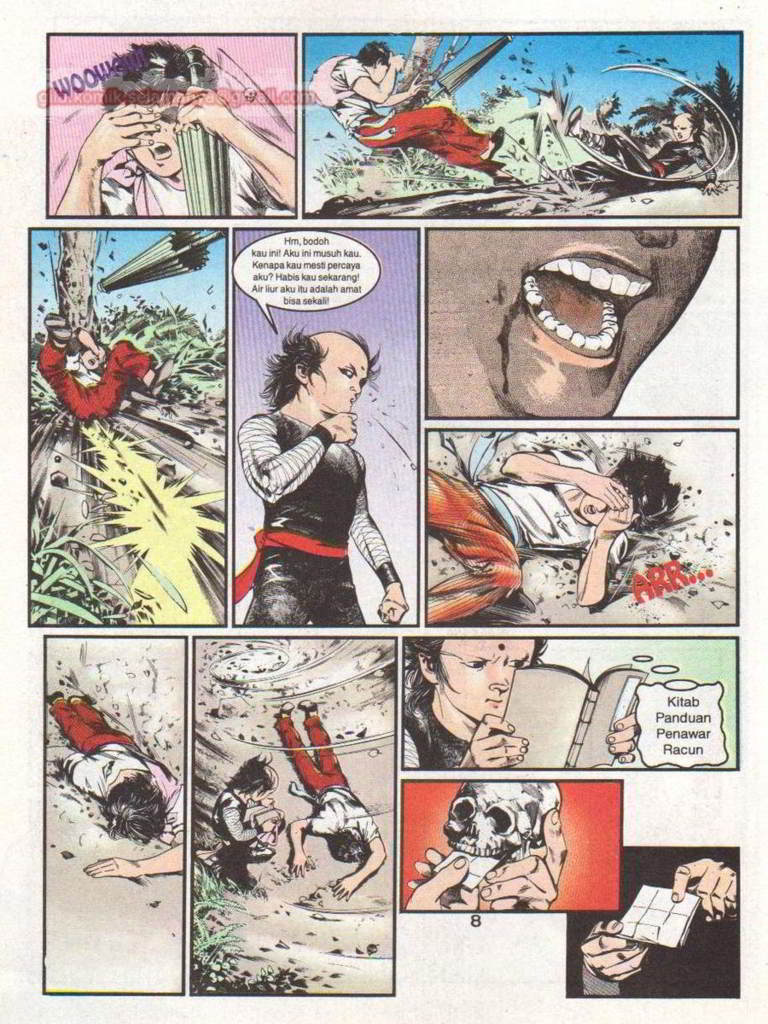 WOOWAW!!
Hm, bodoh
kau ini! Aku ini musuh kau.
Kenapa kau mesti percaya
aku? Habis kau sekarang!
Air liur aku itu adalah amat
bisa sekali!
ARR...
Kitab
Panduan
Penawar
Racun
8